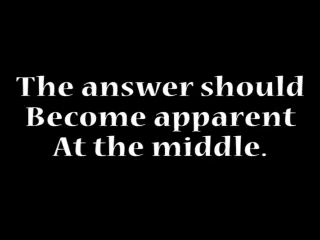 The answer should
Become apparent
At the middle.